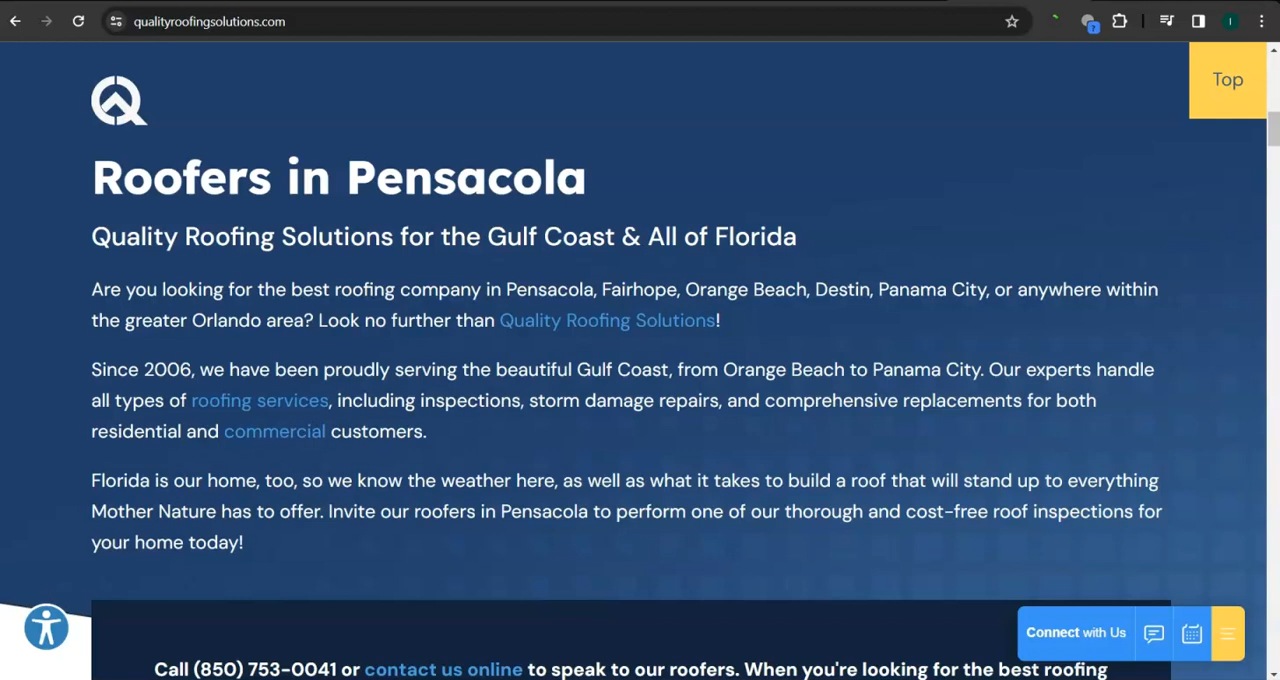 qualityroofingsolutions.com
Top
Roofers in Pensacola
Quality Roofing Solutions for the Gulf Coast & All of Florida
Are you looking for the best roofing company in Pensacola, Fairhope, Orange Beach, Destin, Panama City, or anywhere within
the greater Orlando area? Look no further than Quality Roofing Solutions!
Since 2006, we have been proudly serving the beautiful Gulf Coast, from Orange Beach to Panama City. Our experts handle
all types of roofing services, including inspections, storm damage repairs, and comprehensive replacements for both
residential and commercial customers.
Florida is our home, too, so we know the weather here, as well as what it takes to build a roof that will stand up to everything
Mother Nature has to offer. Invite our roofers in Pensacola to perform one of our thorough and cost-free roof inspections for
your home today!
Connect with Us
Call (850) 753-0041 or contact us online to speak to our roofers. When you're looking for the best roofing